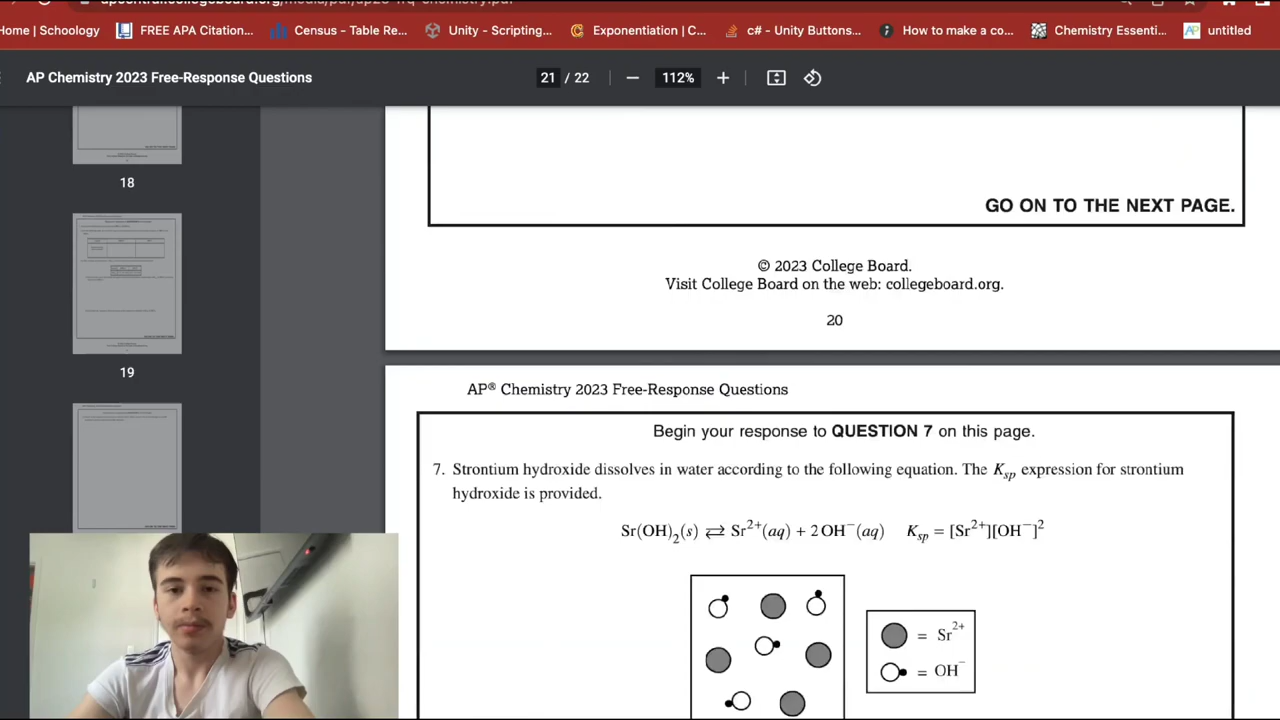 Home | Schoology FREE APA Citation... Census - Table Re... Unity - Scripting... Exponentiation | C... c# - Unity Buttons... How to make a co... Chemistry Essenti... untitled
AP Chemistry 2023 Free-Response Questions 21 / 22 112%
18
19
GO ON TO THE NEXT PAGE.
© 2023 College Board.
Visit College Board on the web: collegeboard.org.
20
AP® Chemistry 2023 Free-Response Questions
Begin your response to QUESTION 7 on this page.
7. Strontium hydroxide dissolves in water according to the following equation. The Ksp expression for strontium
hydroxide is provided.
Sr(OH)₂(s) ⇄ Sr²⁺(aq) + 2 OH⁻(aq) Ksp = [Sr²⁺][OH⁻]²
= Sr²⁺
= OH⁻